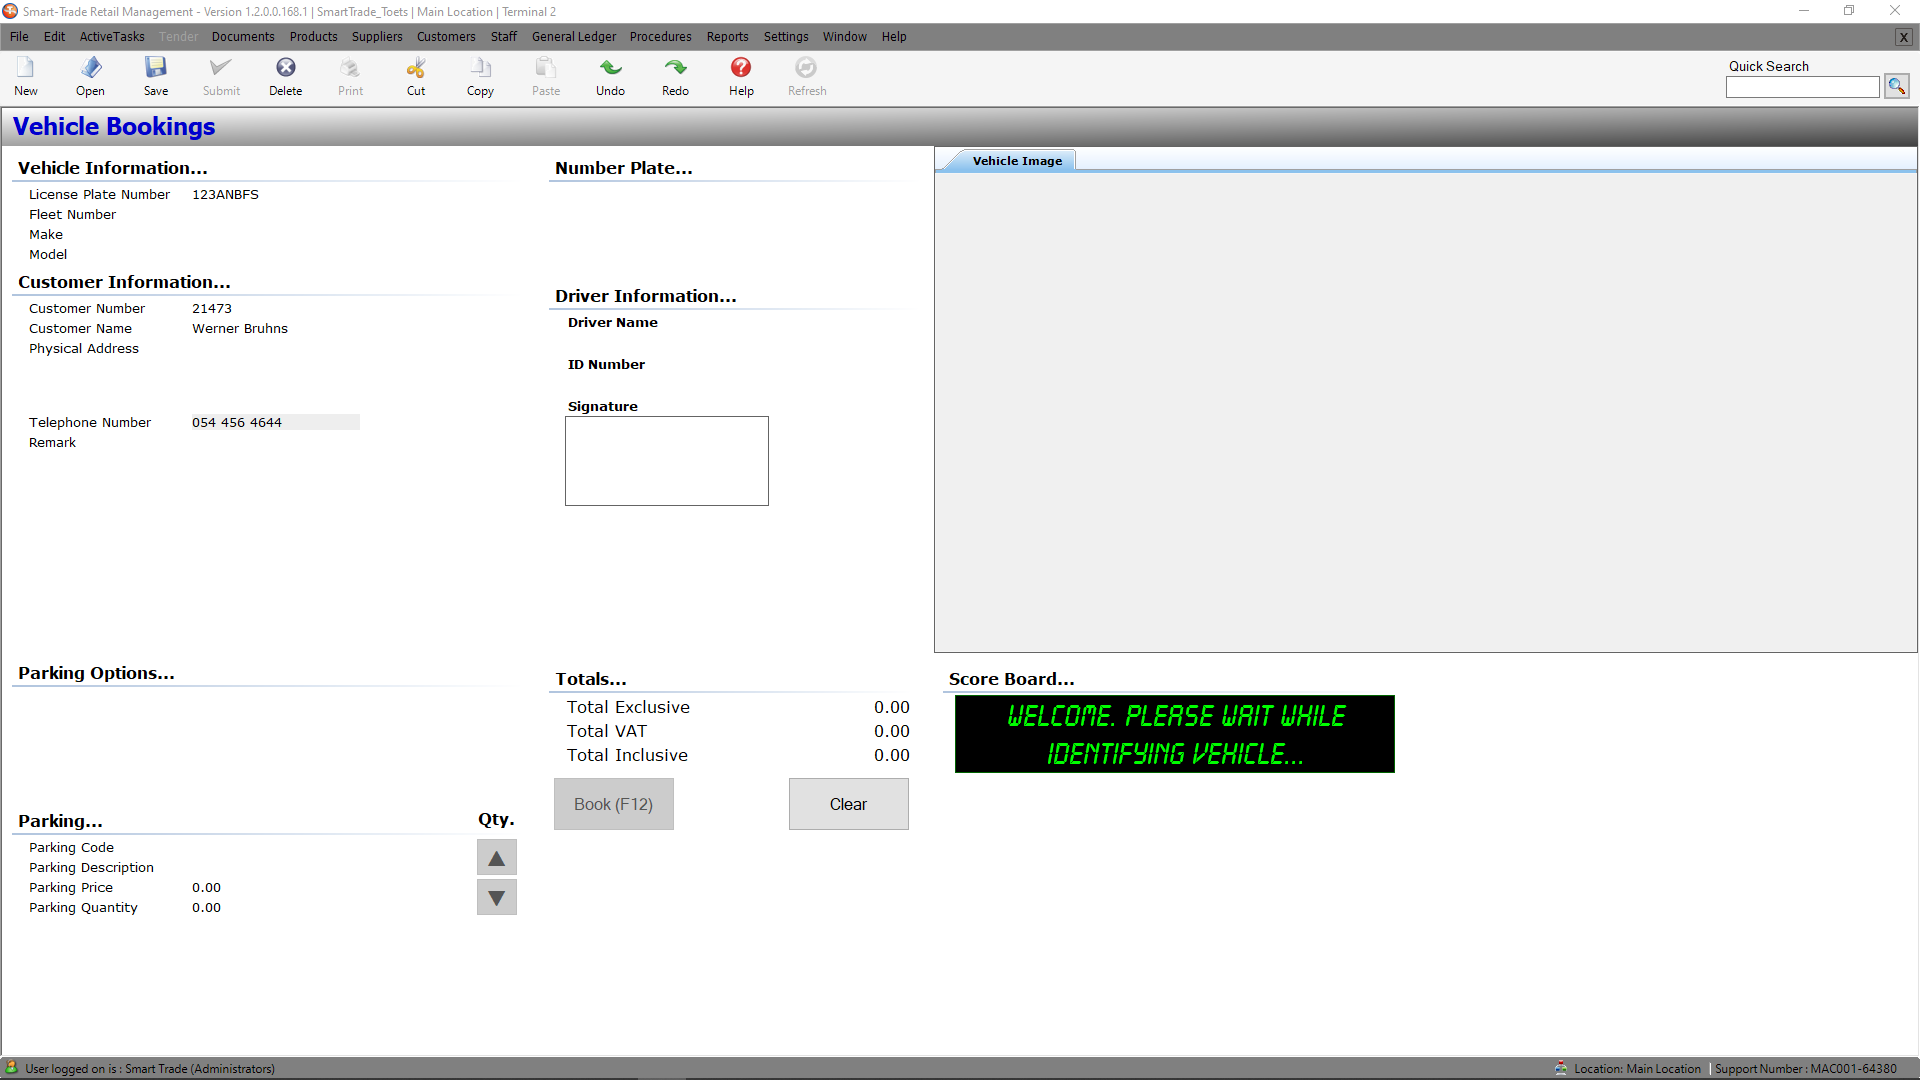 Smart-Trade Retail Management - Version 1.2.0.0.168.1 | SmartTrade_Toets | Main Location | Terminal 2
File Edit ActiveTasks Tender Documents Products Suppliers Customers Staff General Ledger Procedures Reports Settings Window Help X
New Open Save Submit Delete Print Cut Copy Paste Undo Redo Help Refresh
Quick Search
Vehicle Bookings
Vehicle Information...
License Plate Number 123ANBFS
Fleet Number
Make
Model
Customer Information...
Customer Number 21473
Customer Name Werner Bruhns
Physical Address
Telephone Number 054 456 4644
Remark
Number Plate...
Driver Information...
Driver Name
ID Number
Signature
Vehicle Image
Parking Options...
Parking... Qty.
Parking Code
Parking Description
Parking Price 0.00
Parking Quantity 0.00
Totals...
Total Exclusive 0.00
Total VAT 0.00
Total Inclusive 0.00
Book (F12) Clear
Score Board...
WELCOME. PLEASE WAIT WHILE
IDENTIFYING VEHICLE...
User logged on is : Smart Trade (Administrators)
Location: Main Location | Support Number : MAC001-64380